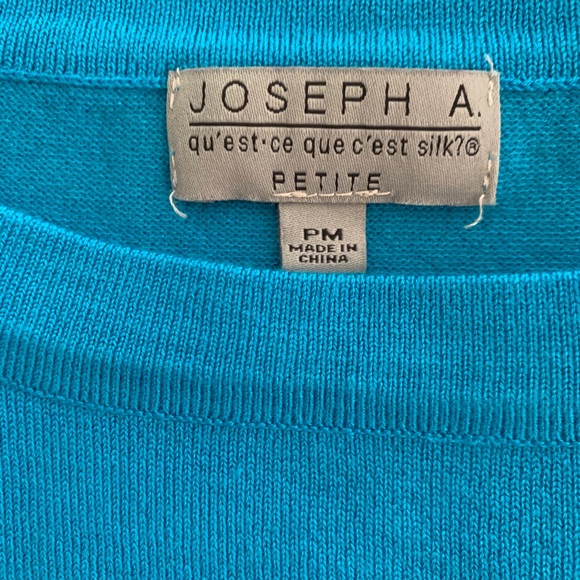 JOSEPH A.
qu'est·ce que c'est silk?®
PETITE
PM
MADE IN
CHINA